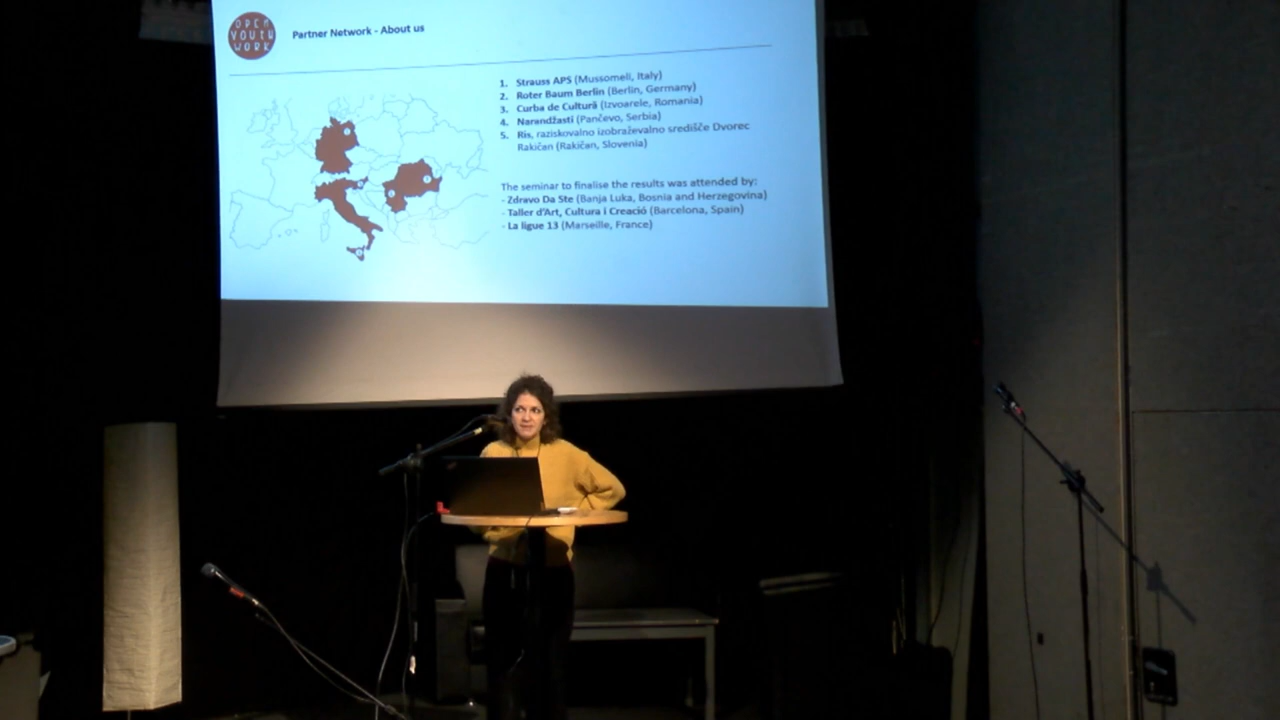 OPEN
YOUTH
WORK
Partner Network - About us
1. Strauss APS (Mussomeli, Italy)
2. Roter Baum Berlin (Berlin, Germany)
3. Curba de Cultură (Izvoarele, Romania)
4. Narandžasti (Pančevo, Serbia)
5. Ris, raziskovalno izobraževalno središče Dvorec
Rakičan (Rakičan, Slovenia)
The seminar to finalise the results was attended by:
- Zdravo Da Ste (Banja Luka, Bosnia and Herzegovina)
- Taller d'Art, Cultura i Creació (Barcelona, Spain)
- La ligue 13 (Marseille, France)